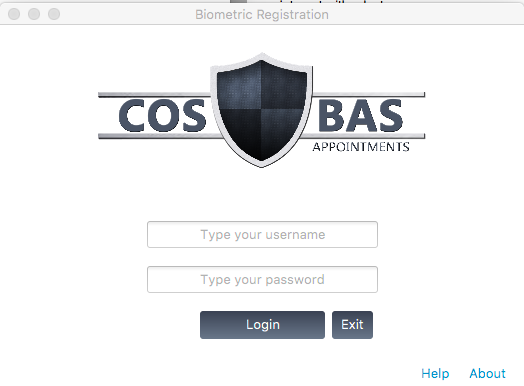 Biometric Registration
COS BAS
APPOINTMENTS
Type your username
Type your password
Login Exit
Help About